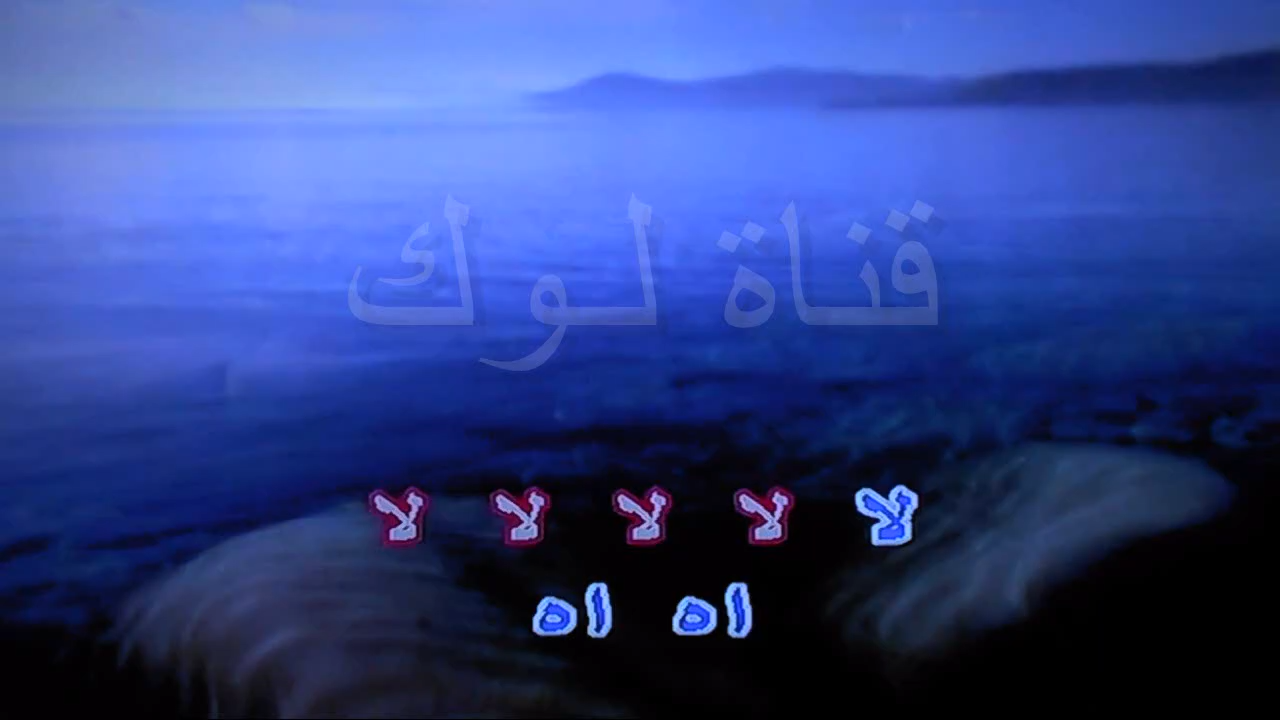 قناة لوك
لا لا لا لا لا
اه اه